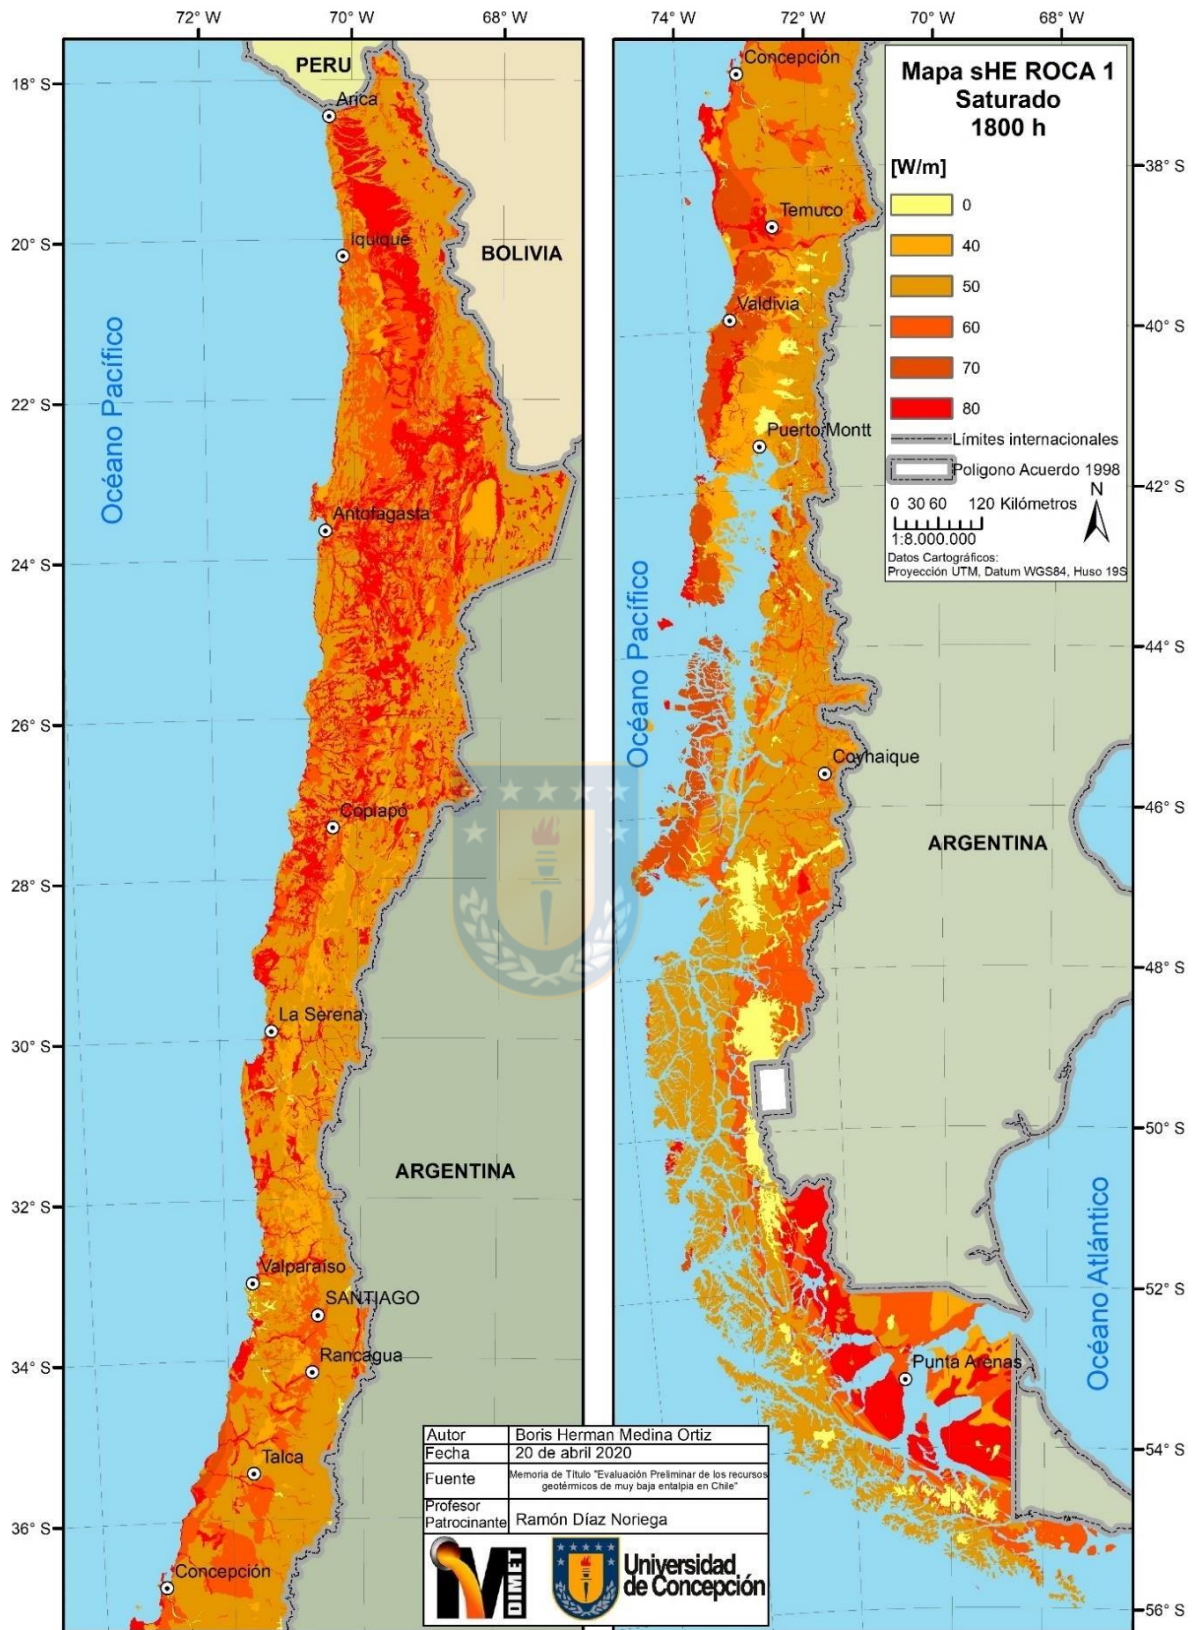 72° W
70° W
68° W
74° W
72° W
70° W
68° W
18° S
20° S
22° S
24° S
26° S
28° S
30° S
32° S
34° S
36° S
PERU
Arica
Iquique
BOLIVIA
Océano Pacífico
Antofagasta
Copiapó
La Serena
ARGENTINA
Valparaíso
SANTIAGO
Rancagua
Talca
Concepción
Concepción
Temuco
Valdivia
Puerto Montt
Océano Pacífico
Coyhaique
ARGENTINA
Océano Atlántico
Punta Arenas
38° S
40° S
42° S
44° S
46° S
48° S
50° S
52° S
54° S
56° S
Mapa sHE ROCA 1
Saturado
1800 h
[W/m]
0
40
50
60
70
80
Límites internacionales
Poligono Acuerdo 1998
0 30 60 120 Kilómetros
N
1:8.000.000
Datos Cartográficos:
Proyección UTM, Datum WGS84, Huso 19S
Autor Boris Herman Medina Ortiz
Fecha 20 de abril 2020
Fuente Memoria de Título "Evaluación Preliminar de los recursos
geotérmicos de muy baja entalpia en Chile"
Profesor
Patrocinante Ramón Díaz Noriega
DIMET
Universidad
de Concepción